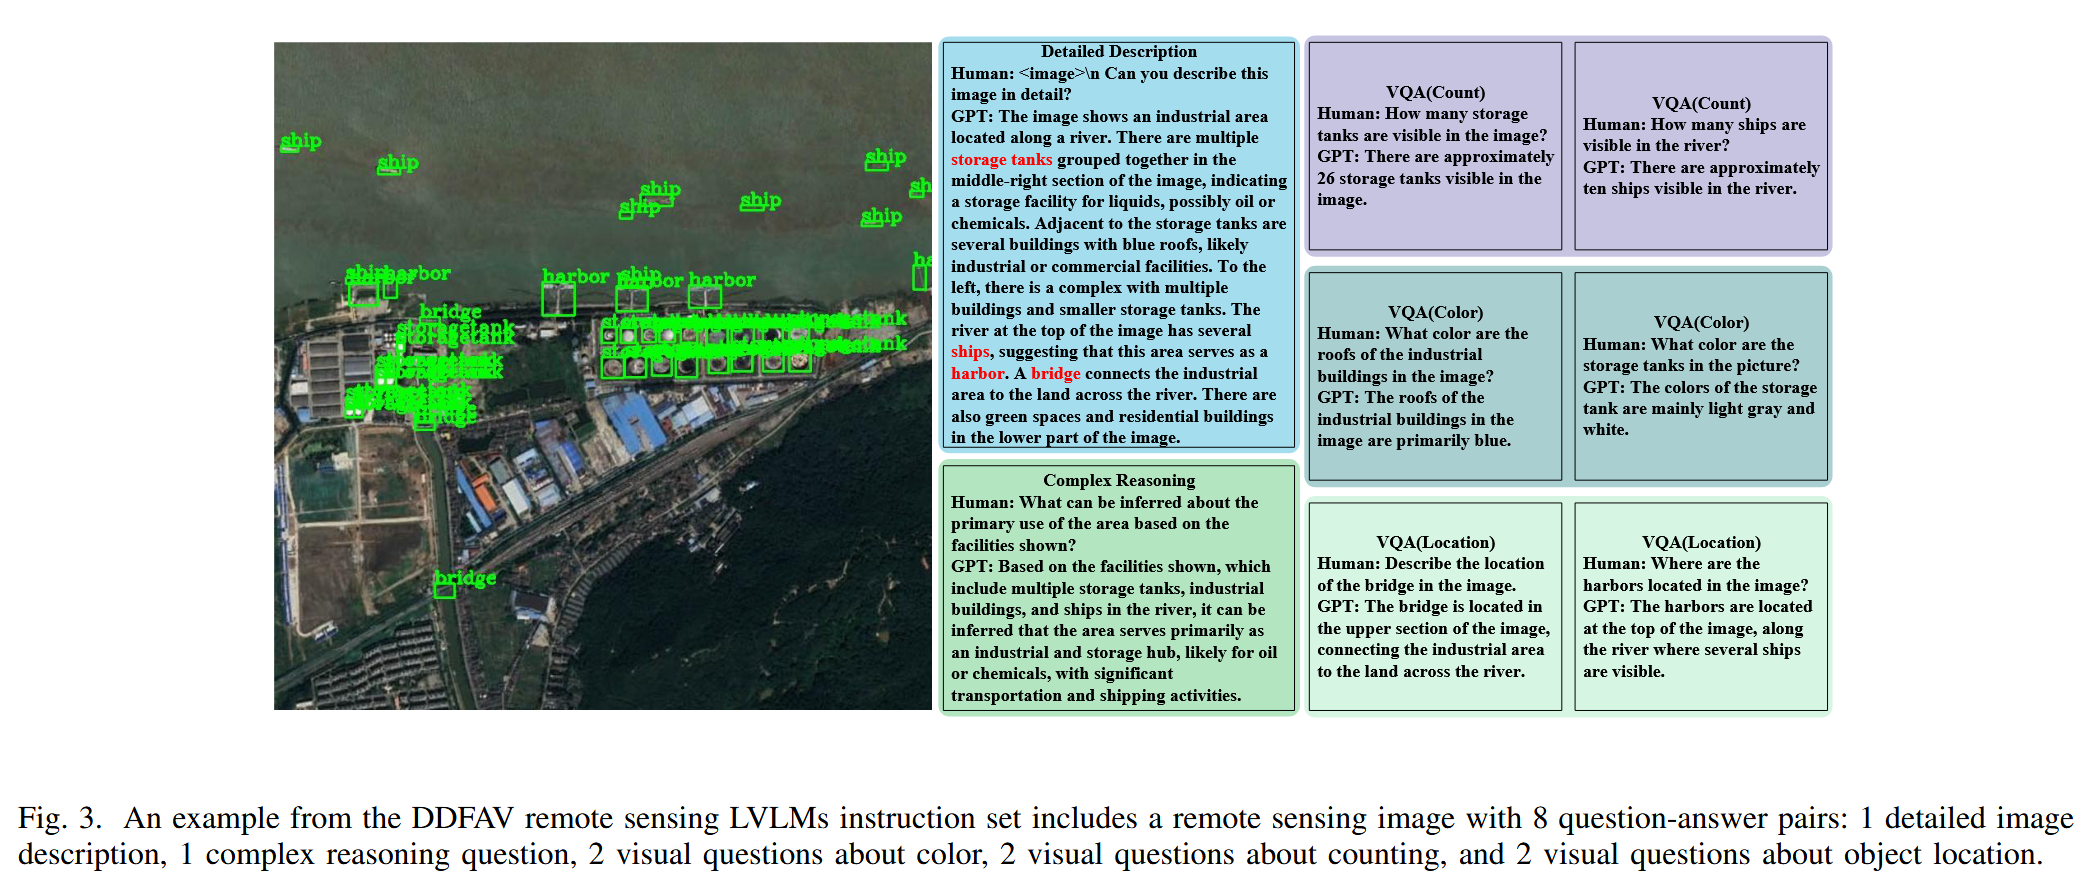 ship
ship
ship
ship
ship
ship
sh
ship
ship
harbor
harbor
harbor
ship
harbor
harbor
ha
bridge
storagetank
storagetank
bridge
bridge
Detailed Description
Human: <image>\n Can you describe this
image in detail?
GPT: The image shows an industrial area
located along a river. There are multiple
storage tanks grouped together in the
middle-right section of the image, indicating
a storage facility for liquids, possibly oil or
chemicals. Adjacent to the storage tanks are
several buildings with blue roofs, likely
industrial or commercial facilities. To the
left, there is a complex with multiple
buildings and smaller storage tanks. The
river at the top of the image has several
ships, suggesting that this area serves as a
harbor. A bridge connects the industrial
area to the land across the river. There are
also green spaces and residential buildings
in the lower part of the image.
Complex Reasoning
Human: What can be inferred about the
primary use of the area based on the
facilities shown?
GPT: Based on the facilities shown, which
include multiple storage tanks, industrial
buildings, and ships in the river, it can be
inferred that the area serves primarily as
an industrial and storage hub, likely for oil
or chemicals, with significant
transportation and shipping activities.
VQA(Count)
Human: How many storage
tanks are visible in the image?
GPT: There are approximately
26 storage tanks visible in the
image.
VQA(Count)
Human: How many ships are
visible in the river?
GPT: There are approximately
ten ships visible in the river.
VQA(Color)
Human: What color are the
roofs of the industrial
buildings in the image?
GPT: The roofs of the
industrial buildings in the
image are primarily blue.
VQA(Color)
Human: What color are the
storage tanks in the picture?
GPT: The colors of the storage
tank are mainly light gray and
white.
VQA(Location)
Human: Describe the location
of the bridge in the image.
GPT: The bridge is located in
the upper section of the image,
connecting the industrial area
to the land across the river.
VQA(Location)
Human: Where are the
harbors located in the image?
GPT: The harbors are located
at the top of the image, along
the river where several ships
are visible.
Fig. 3. An example from the DDFAV remote sensing LVLMs instruction set includes a remote sensing image with 8 question-answer pairs: 1 detailed image
description, 1 complex reasoning question, 2 visual questions about color, 2 visual questions about counting, and 2 visual questions about object location.